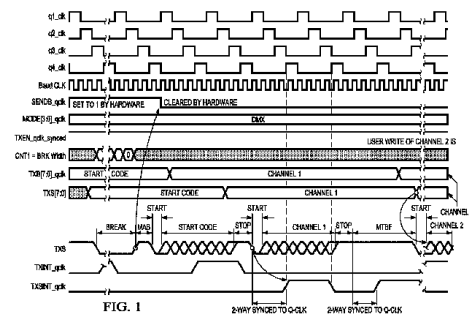 q1_clk
q2_clk
q3_clk
q4_clk
Baud CLK
SENDB_qclk SET TO 1 BY HARDWARE CLEARED BY HARDWARE
MODE[3:0]_qclk DMX
TXEN_qclk_synced
USER WRITE OF CHANNEL 2 IS
CNT1 = BRK Width 0
TXB[7:0]_qclk START CODE CHANNEL 1
TXS[7:0] START CODE CHANNEL 1
CHANNEL
START START START
BREAK MAB START CODE STOP CHANNEL 1 STOP MTBF CHANNEL 2
TXS
TXINT_qclk
TXSINT_qclk
FIG. 1
2-WAY SYNCED TO Q-CLK 2-WAY SYNCED TO Q-CLK